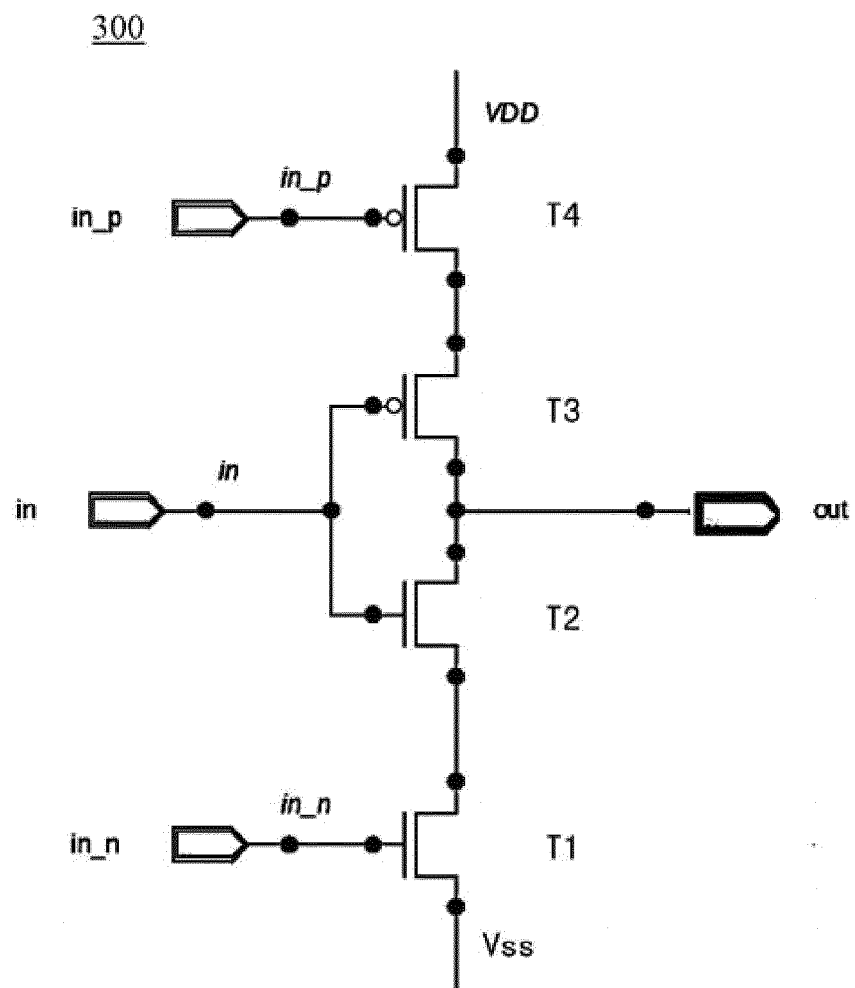 300
VDD
in_p
in_p
T4
T3
in
in
out
T2
in_n
in_n
T1
Vss